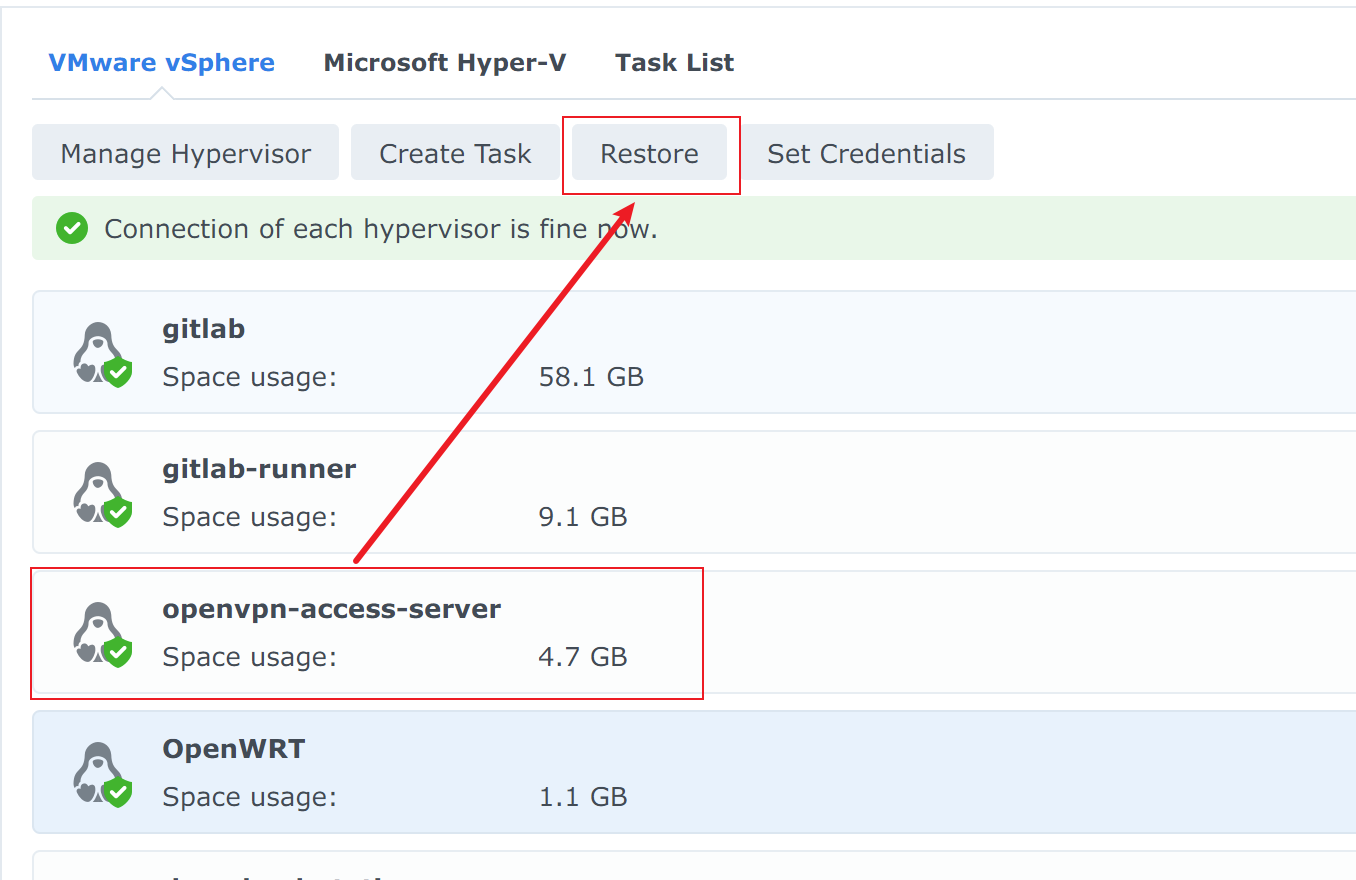 VMware vSphere Microsoft Hyper-V Task List
Manage Hypervisor Create Task Restore Set Credentials
Connection of each hypervisor is fine now.
gitlab
Space usage: 58.1 GB
gitlab-runner
Space usage: 9.1 GB
openvpn-access-server
Space usage: 4.7 GB
OpenWRT
Space usage: 1.1 GB